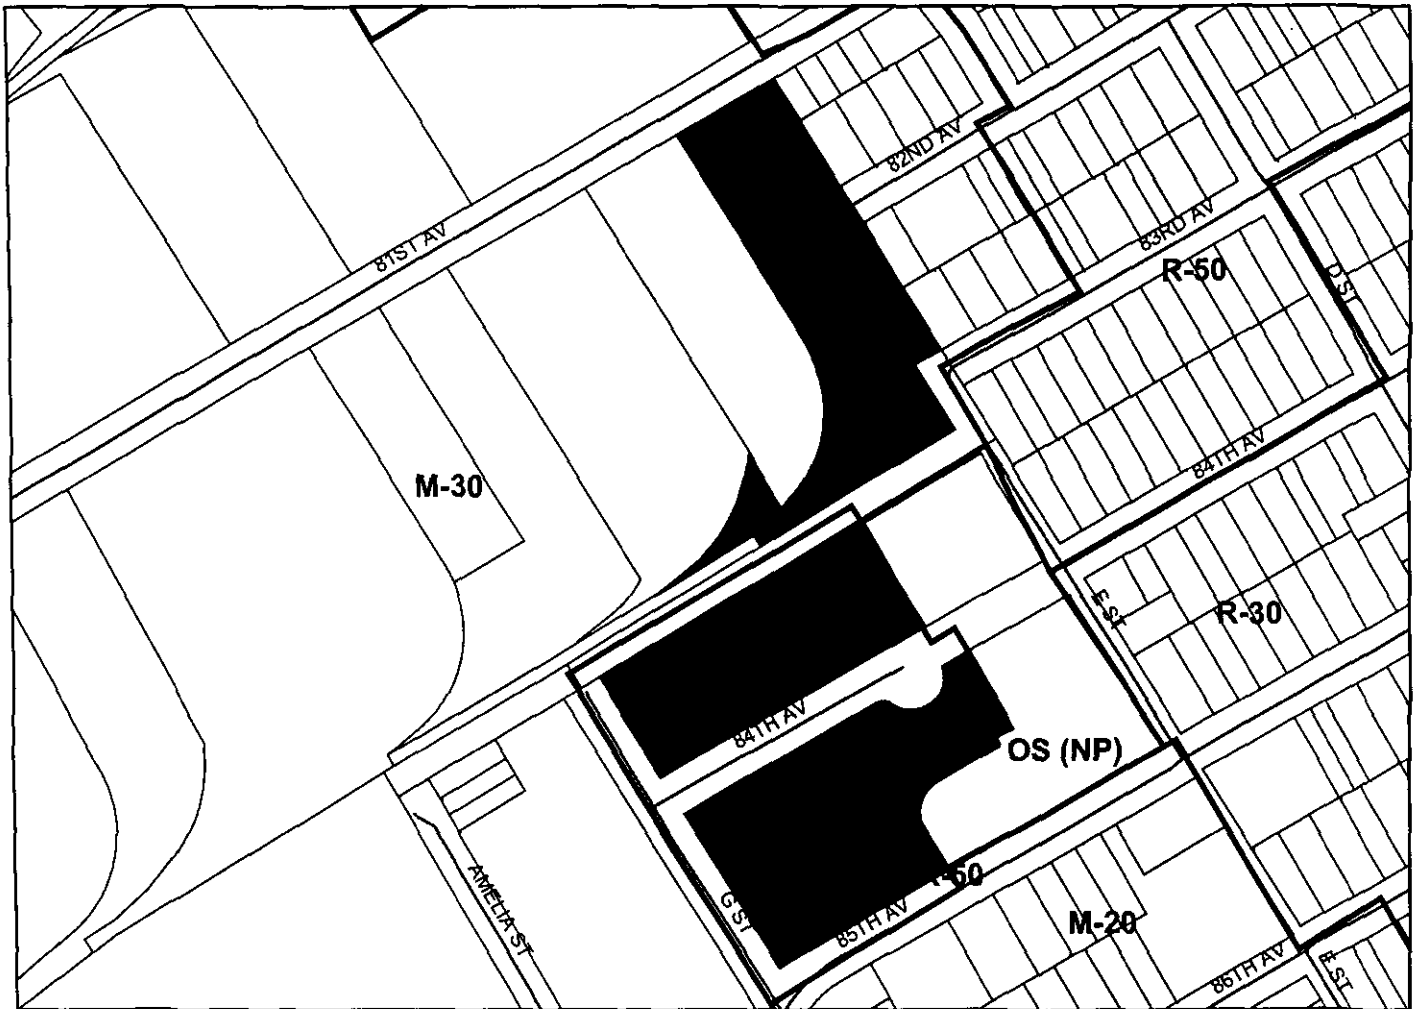 82ND AV
81ST AV
83RD AV
R-50
D ST
84TH AV
M-30
E ST
R-30
84TH AV
OS (NP)
G ST
AMELIA ST
85TH AV
M-20
86TH AV
E ST